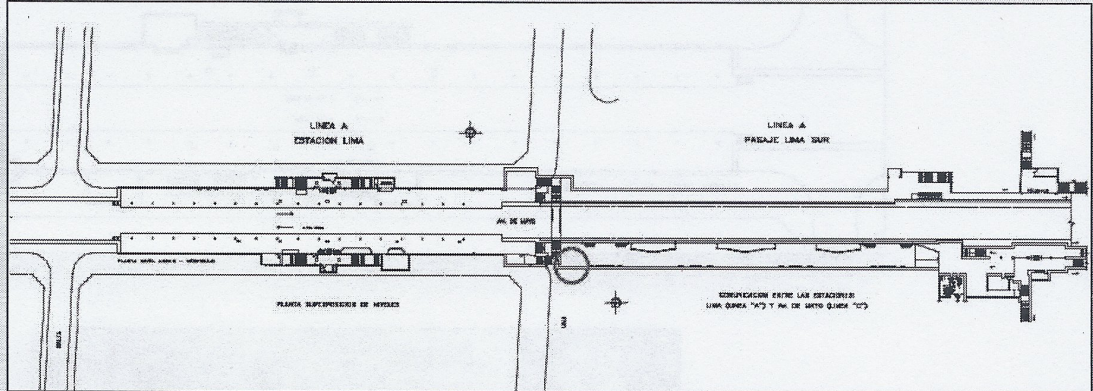 LINEA A
ESTACION LIMA
LINEA A
PASAJE LIMA SUR
AV. DE MAYO
PLANTA SUPERPOSICION DE NIVELES
COMUNICACION ENTRE LAS ESTACIONES
LIMA (LINEA "A") Y AV. DE MAYO (LINEA "C")
SALTA
LIMA